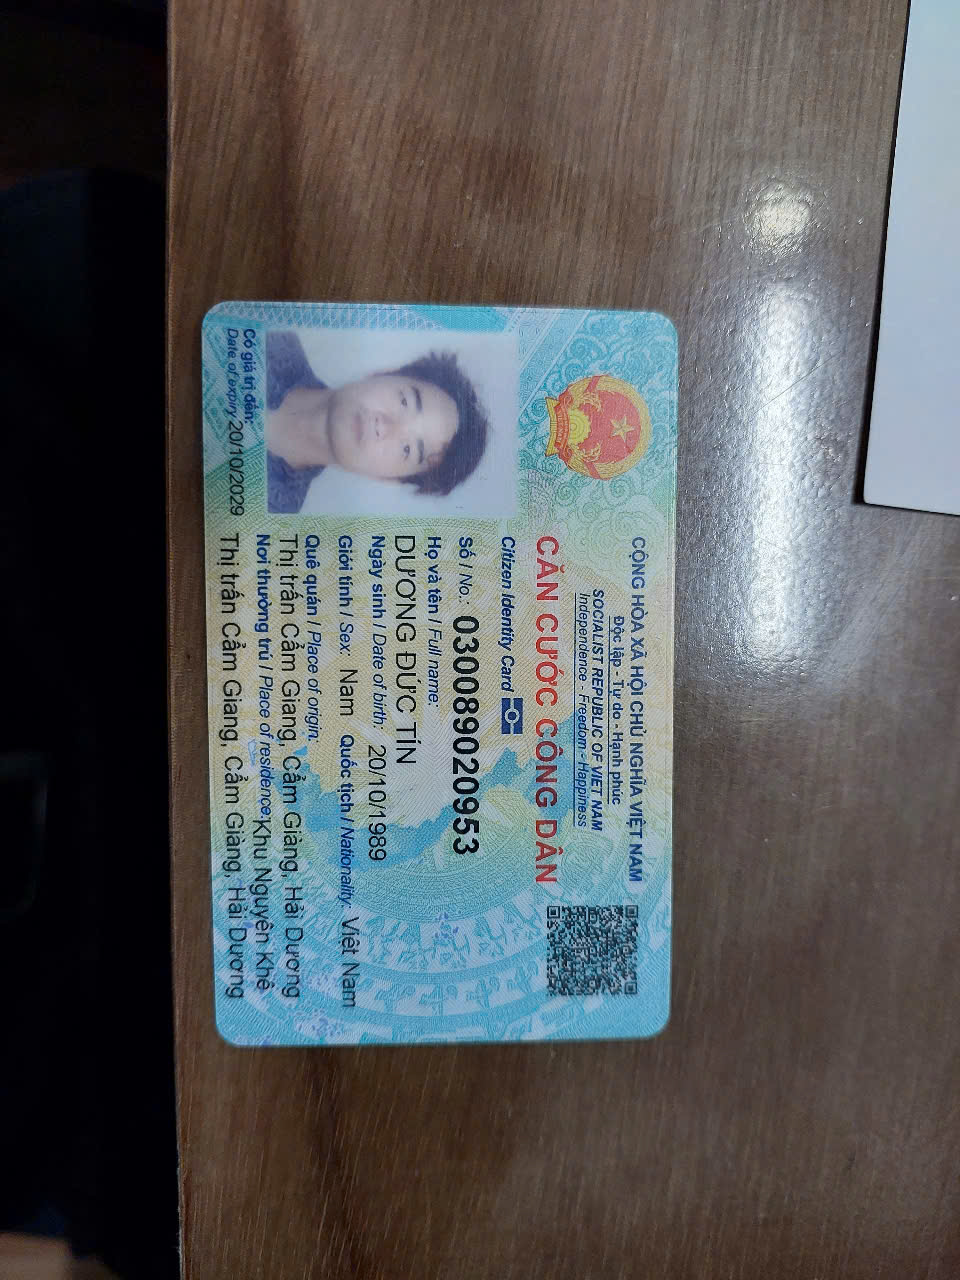 CỘNG HÒA XÃ HỘI CHỦ NGHĨA VIỆT NAM
Độc lập - Tự do - Hạnh phúc
SOCIALIST REPUBLIC OF VIET NAM
Independence - Freedom - Happiness
CĂN CƯỚC CÔNG DÂN
Citizen Identity Card
Số / No.: 030089020953
Họ và tên / Full name:
DƯƠNG ĐỨC TÍN
Ngày sinh / Date of birth: 20/10/1989
Giới tính / Sex: Nam Quốc tịch / Nationality: Việt Nam
Quê quán / Place of origin:
Thị trấn Cẩm Giang, Cẩm Giàng, Hải Dương
Nơi thường trú / Place of residence: Khu Nguyên Khê
Thị trấn Cẩm Giang, Cẩm Giàng, Hải Dương
Có giá trị đến:
Date of expiry 20/10/2029